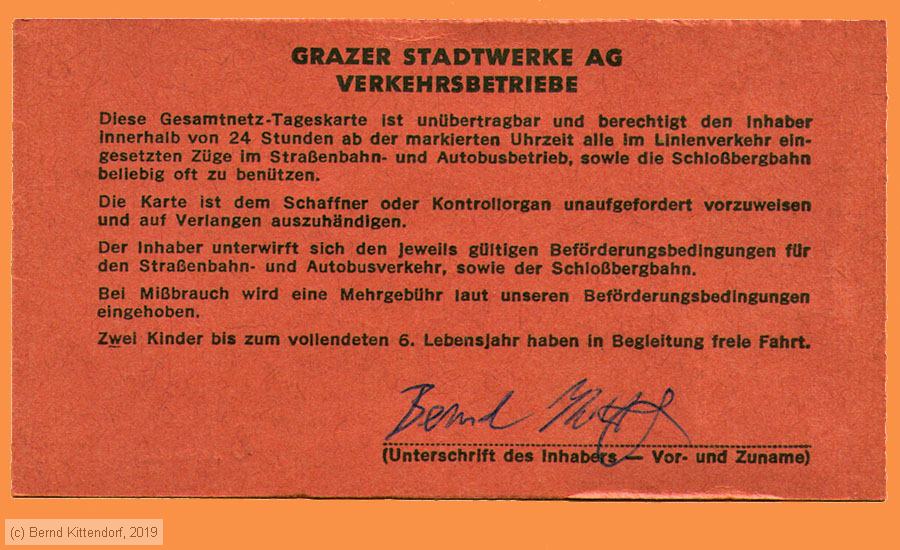 GRAZER STADTWERKE AG
VERKEHRSBETRIEBE
Diese Gesamtnetz-Tageskarte ist unübertragbar und berechtigt den Inhaber
innerhalb von 24 Stunden ab der markierten Uhrzeit alle im Linienverkehr ein-
gesetzten Züge im Straßenbahn- und Autobusbetrieb, sowie die Schloßbergbahn
beliebig oft zu benützen.
Die Karte ist dem Schaffner oder Kontrollorgan unaufgefordert vorzuweisen
und auf Verlangen auszuhändigen.
Der Inhaber unterwirft sich den jeweils gültigen Beförderungsbedingungen für
den Straßenbahn- und Autobusverkehr, sowie der Schloßbergbahn.
Bei Mißbrauch wird eine Mehrgebühr laut unseren Beförderungsbedingungen
eingehoben.
Zwei Kinder bis zum vollendeten 6. Lebensjahr haben in Begleitung freie Fahrt.
Bernd
(Unterschrift des Inhabers — Vor- und Zuname)
(c) Bernd Kittendorf, 2019